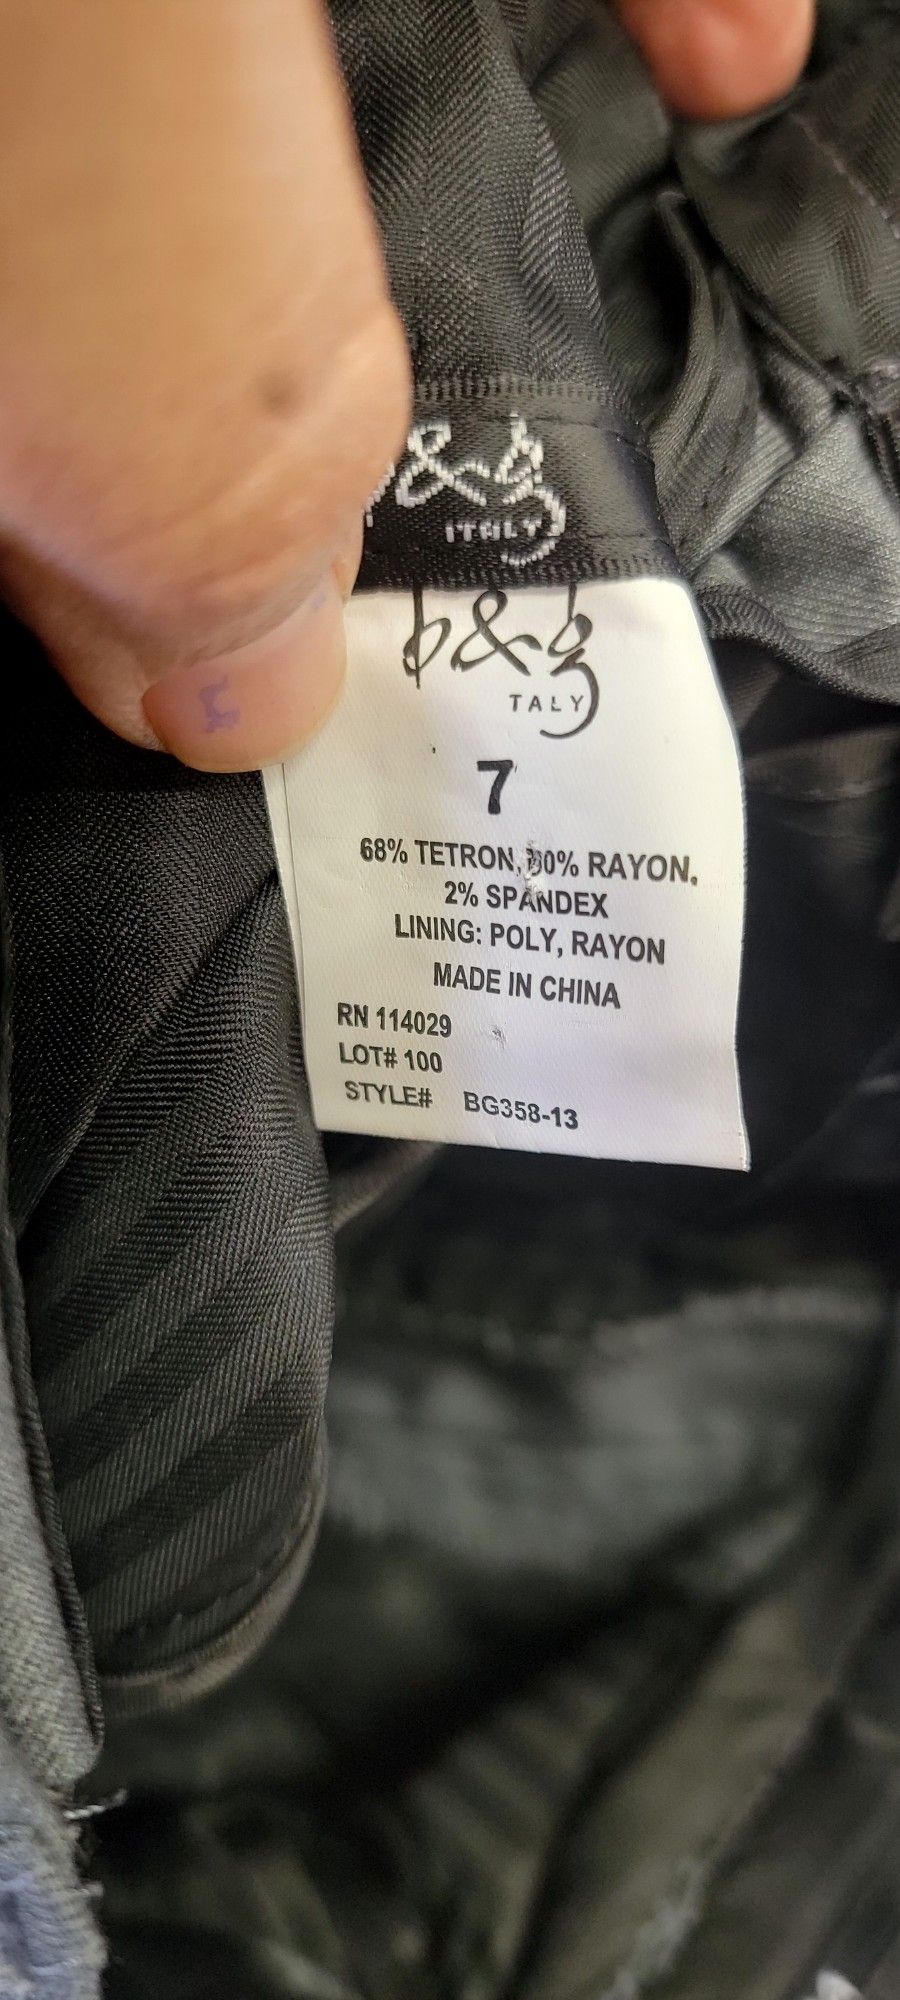 &g
ITALY
b&g
TALY
7
68% TETRON, 30% RAYON.
2% SPANDEX
LINING: POLY, RAYON
MADE IN CHINA
RN 114029
LOT# 100
STYLE# BG358-13